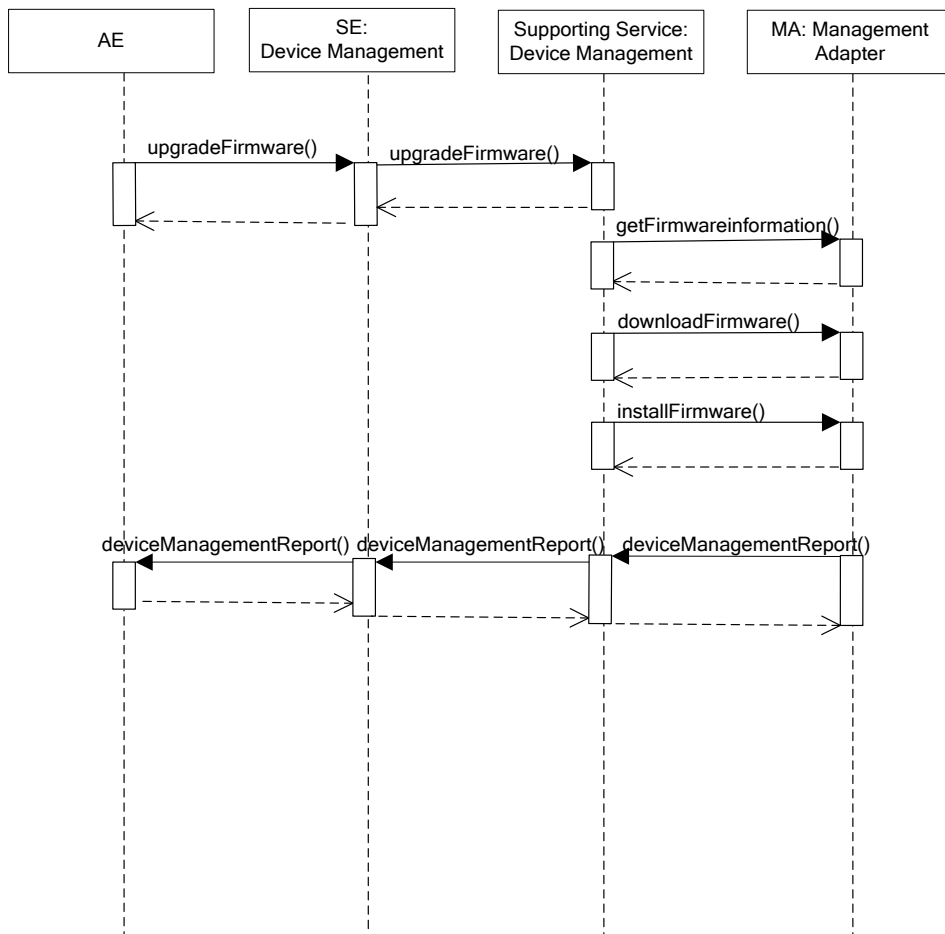 AE
SE:
Device Management
Supporting Service:
Device Management
MA: Management
Adapter
upgradeFirmware()
upgradeFirmware()
getFirmwareinformation()
downloadFirmware()
installFirmware()
deviceManagementReport()
deviceManagementReport()
deviceManagementReport()